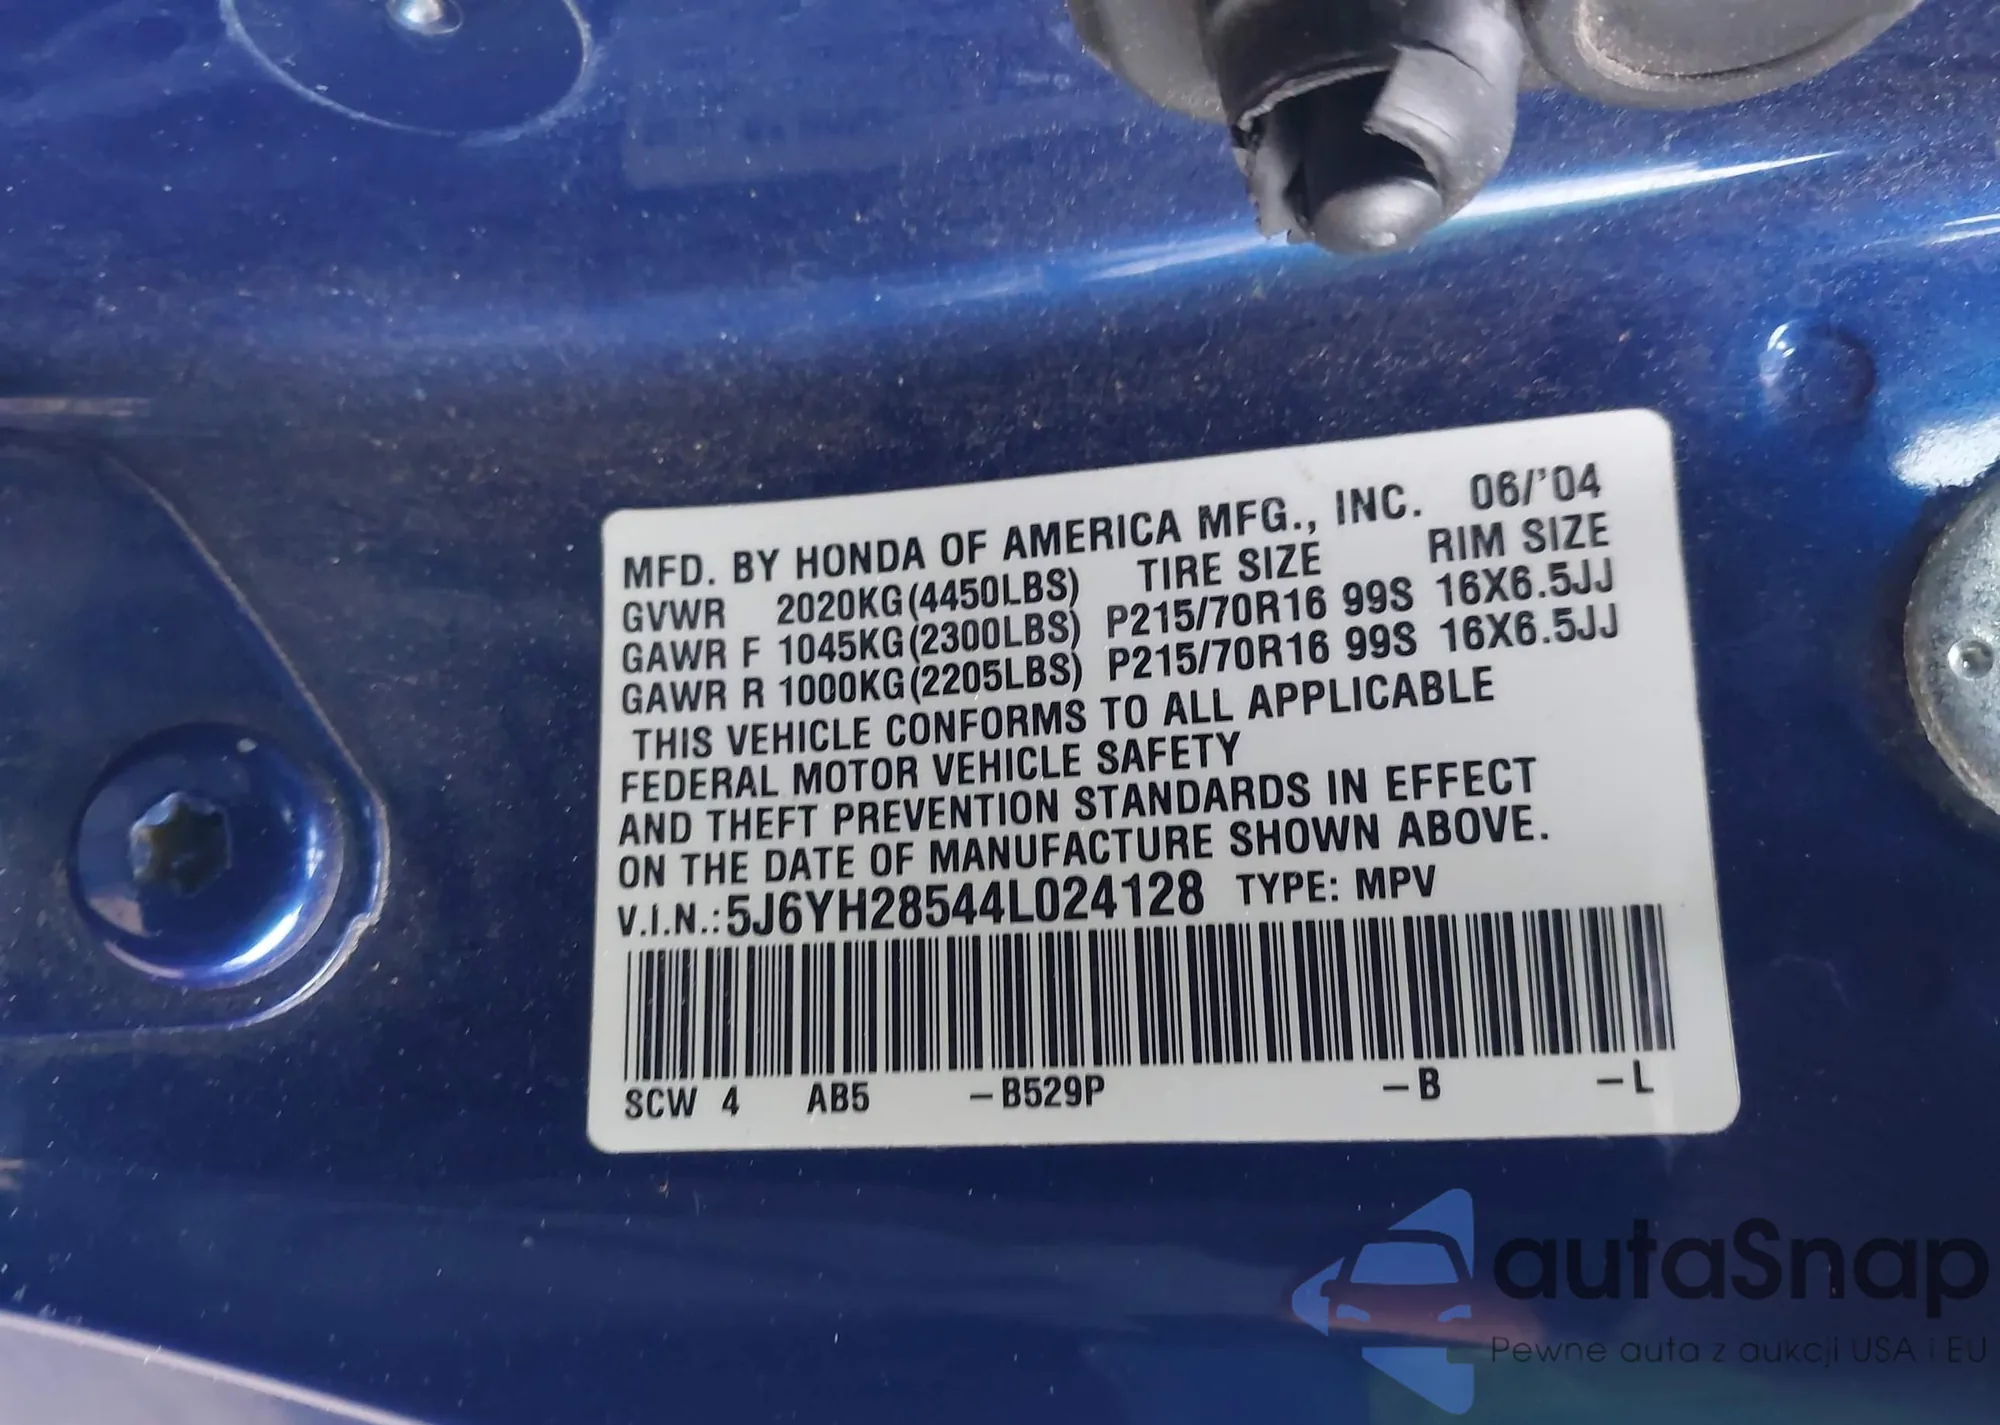 MFD. BY HONDA OF AMERICA MFG., INC. 06/'04
GVWR 2020KG(4450LBS) TIRE SIZE RIM SIZE
GAWR F 1045KG(2300LBS) P215/70R16 99S 16X6.5JJ
GAWR R 1000KG(2205LBS) P215/70R16 99S 16X6.5JJ
THIS VEHICLE CONFORMS TO ALL APPLICABLE
FEDERAL MOTOR VEHICLE SAFETY
AND THEFT PREVENTION STANDARDS IN EFFECT
ON THE DATE OF MANUFACTURE SHOWN ABOVE.
V.I.N.: 5J6YH28544L024128 TYPE: MPV
SCW 4 AB5 -B529P -B -L
autaSnap
Pewne auta z aukcji USA i EU